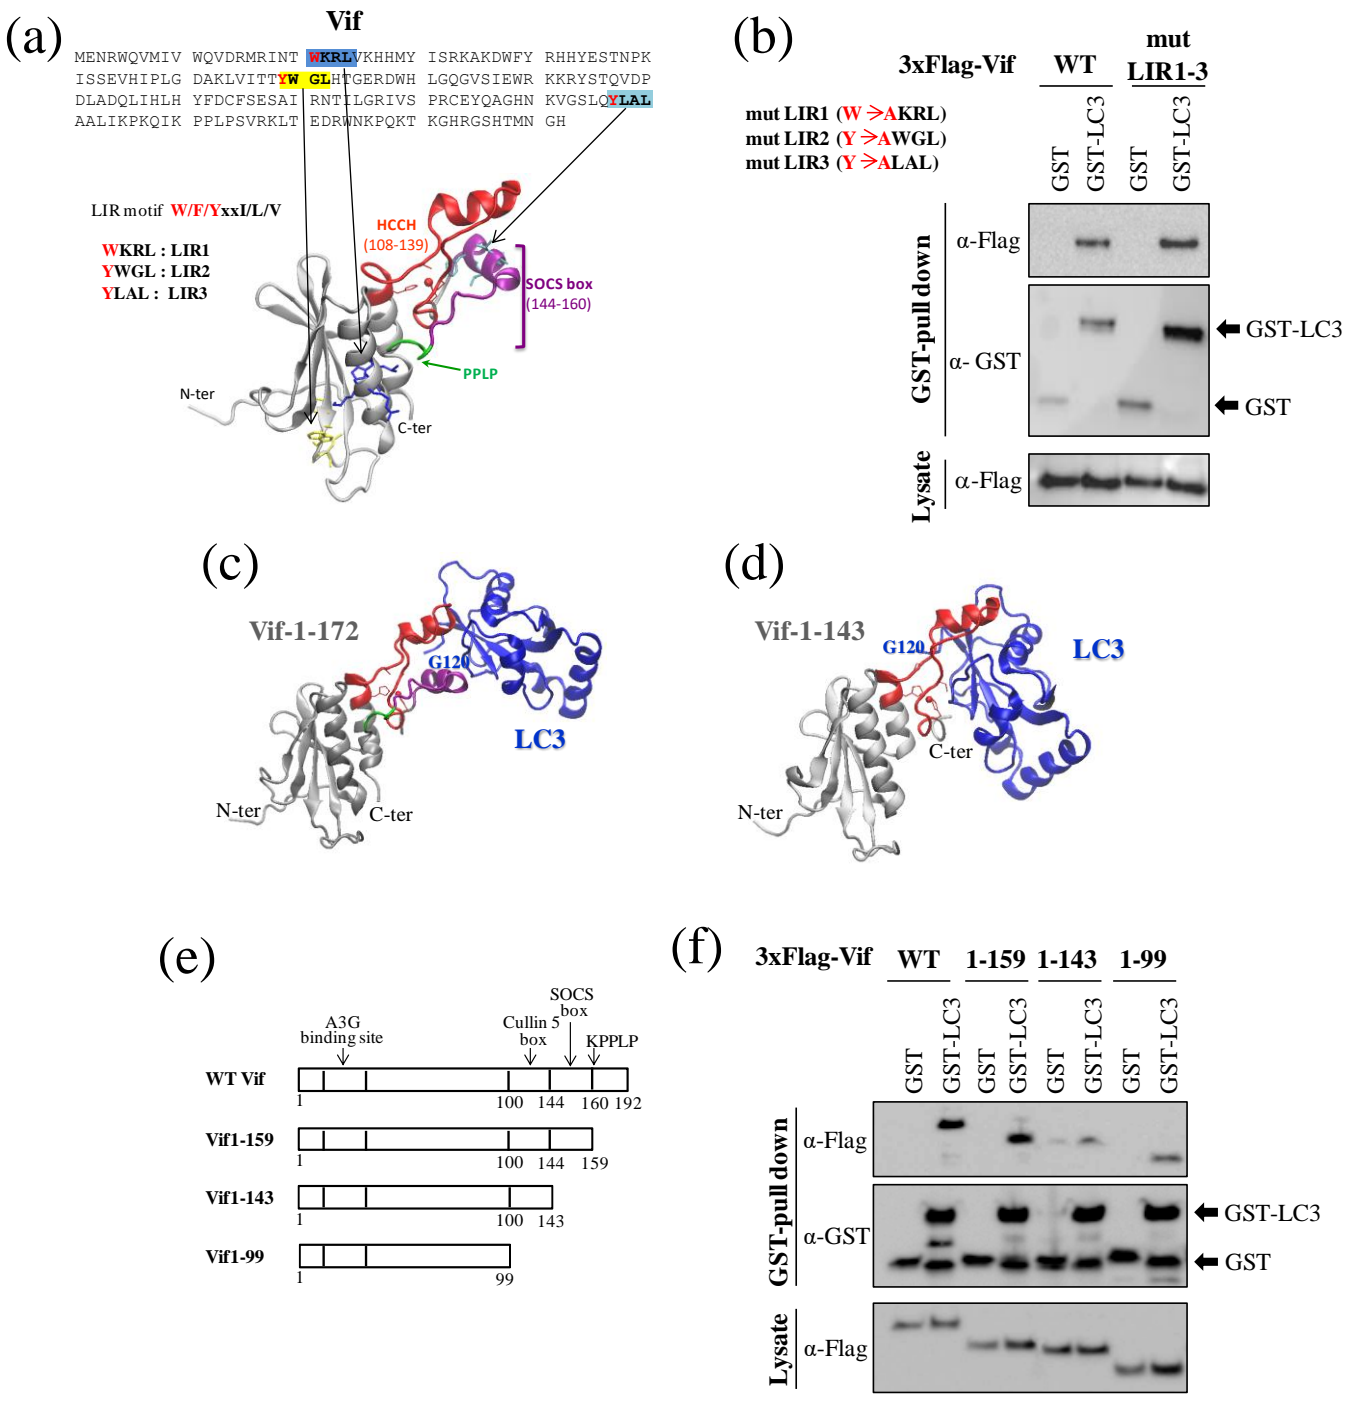 (a)
Vif
MENRWQVMIV WQVDRMRINT WKRLVKHHMY ISRKAKDWFY RHHYESTNPK
ISSEVHIPLG DAKLVITTYW GLHTGERDWH LGQGVSIEWR KKRYSTQVDP
DLADQLIHLH YFDCFSESAI RNTILGRIVS PRCEYQAGHN KVGSLQYLAL
AALIKPKQIK PPLPSVRKLT EDRWNKPQKT KGHRGSHTMN GH
LIR motif W/F/YxxI/L/V
WKRL : LIR1
YWGL : LIR2
YLAL : LIR3
HCCH
(108-139)
SOCS box
(144-160)
PPLP
N-ter
C-ter
(b)
3xFlag-Vif
WT
mut
LIR1-3
mut LIR1 (W->AKRL)
mut LIR2 (Y->AWGL)
mut LIR3 (Y->ALAL)
GST
GST-LC3
GST
GST-LC3
GST-pull down
α-Flag
α- GST
GST-LC3
GST
Lysate
α-Flag
(c)
Vif-1-172
G120
LC3
N-ter
C-ter
(d)
Vif-1-143
G120
LC3
C-ter
N-ter
(e)
A3G
binding site
Cullin 5
box
SOCS
box
KPPLP
WT Vif
1 100 144 160 192
Vif1-159
1 100 144 159
Vif1-143
1 100 143
Vif1-99
1 99
(f)
3xFlag-Vif WT 1-159 1-143 1-99
GST
GST-LC3
GST
GST-LC3
GST
GST-LC3
GST
GST-LC3
GST-pull down
α-Flag
α-GST
GST-LC3
GST
Lysate
α-Flag